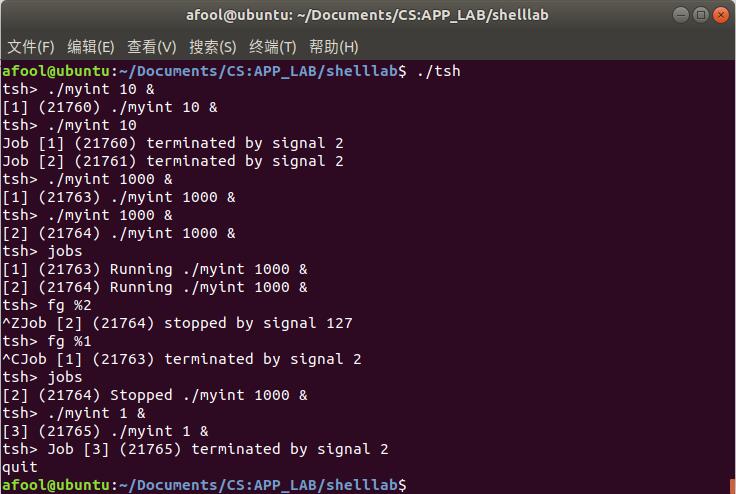 afool@ubuntu: ~/Documents/CS:APP_LAB/shelllab
文件(F) 编辑(E) 查看(V) 搜索(S) 终端(T) 帮助(H)
afool@ubuntu:~/Documents/CS:APP_LAB/shelllab$ ./tsh
tsh> ./myint 10 &
[1] (21760) ./myint 10 &
tsh> ./myint 10
Job [1] (21760) terminated by signal 2
Job [2] (21761) terminated by signal 2
tsh> ./myint 1000 &
[1] (21763) ./myint 1000 &
tsh> ./myint 1000 &
[2] (21764) ./myint 1000 &
tsh> jobs
[1] (21763) Running ./myint 1000 &
[2] (21764) Running ./myint 1000 &
tsh> fg %2
^ZJob [2] (21764) stopped by signal 127
tsh> fg %1
^CJob [1] (21763) terminated by signal 2
tsh> jobs
[2] (21764) Stopped ./myint 1000 &
tsh> ./myint 1 &
[3] (21765) ./myint 1 &
tsh> Job [3] (21765) terminated by signal 2
quit
afool@ubuntu:~/Documents/CS:APP_LAB/shelllab$